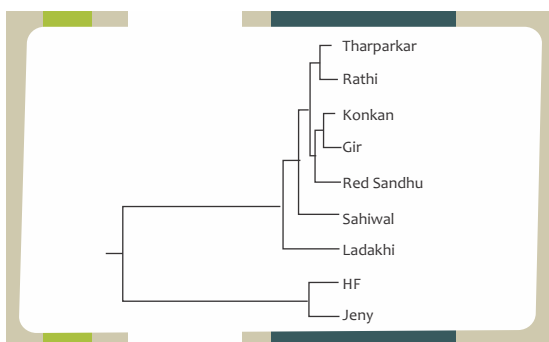 Tharparkar
Rathi
Konkan
Gir
Red Sandhu
Sahiwal
Ladakhi
HF
Jeny